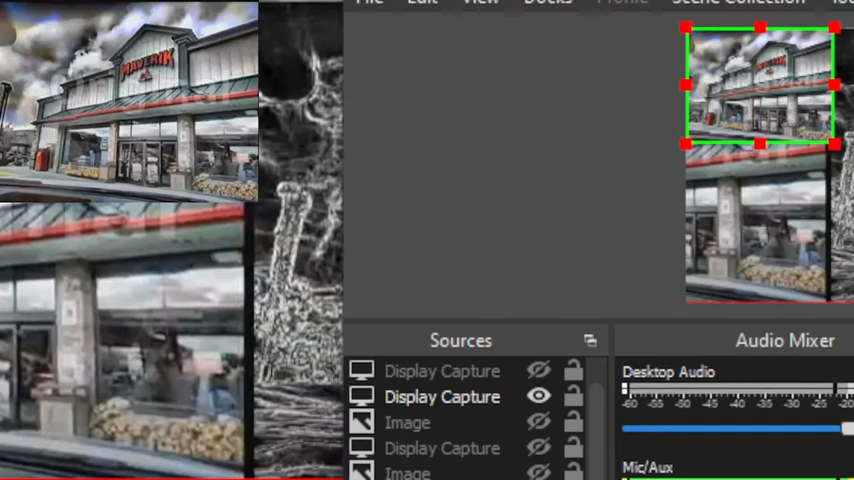 MAVERIK
File Edit View Docks Profile Scene Collection
MAVERIK
Sources
Audio Mixer
Display Capture
Display Capture
Image
Display Capture
Image
Desktop Audio
-60 -55 -50 -45 -40 -35 -30 -25 -20
Mic/Aux